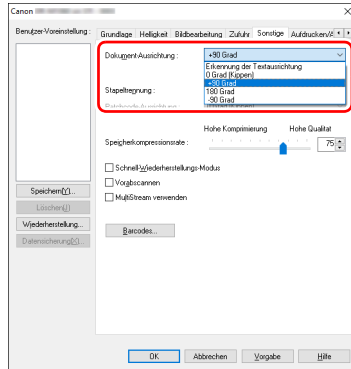 Canon
Benutzer-Voreinstellung :
Grundlage Helligkeit Bildbearbeitung Zufuhr Sonstige Aufdrucken/A
Dokument-Ausrichtung : +90 Grad
Erkennung der Textausrichtung
0 Grad (Kippen)
+90 Grad
180 Grad
-90 Grad
Stapeltrennung :
Hohe Komprimierung Hohe Qualitat
Speicherkompressionsrate : 75
Schnell-Wiederherstellungs-Modus
Vorabscannen
MultiStream verwenden
Speichern(Y)...
Löschen(J)
Wiederherstellung...
Datensicherung(X)...
Barcodes...
OK Abbrechen Vorgabe Hilfe